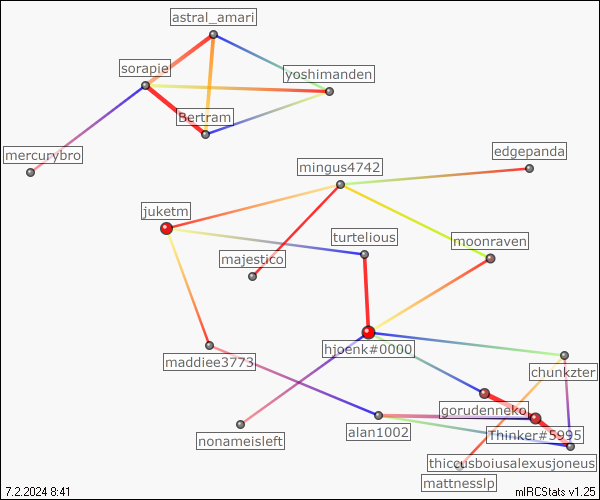 astral_amari
sorapie
yoshimanden
Bertram
mercurybro
edgepanda
mingus4742
juketm
turtelious
moonraven
majestico
hjoenk#0000
maddiee3773
chunkzter
gorudenneko
alan1002
Thinker#5995
nonameisleft
thiccusboiusalexusjoneus
mattnesslp
7.2.2024 8:41
mIRCStats v1.25